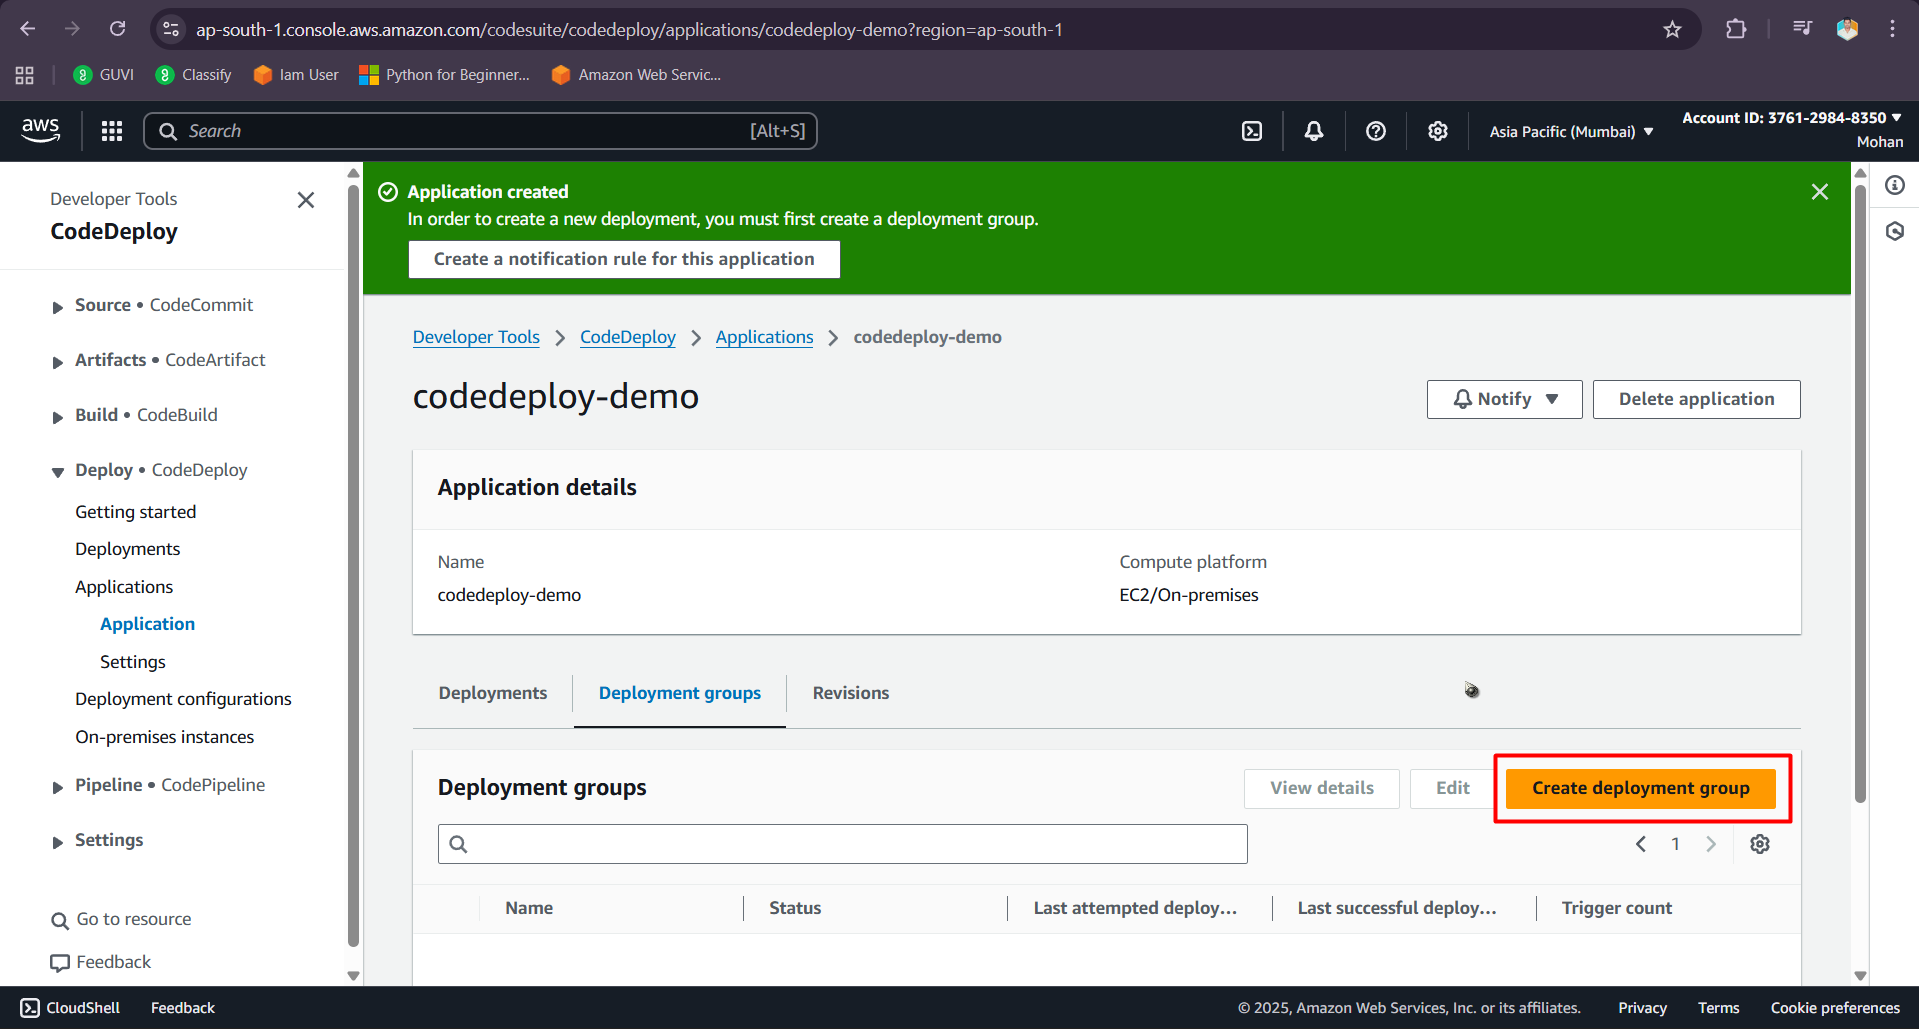 ap-south-1.console.aws.amazon.com/codesuite/codedeploy/applications/codedeploy-demo?region=ap-south-1
GUVI Classify Iam User Python for Beginner... Amazon Web Servic...
aws Search [Alt+S] Asia Pacific (Mumbai) Account ID: 3761-2984-8350
Mohan
Developer Tools
CodeDeploy
Source • CodeCommit
Artifacts • CodeArtifact
Build • CodeBuild
Deploy • CodeDeploy
Getting started
Deployments
Applications
Application
Settings
Deployment configurations
On-premises instances
Pipeline • CodePipeline
Settings
Go to resource
Feedback
Application created
In order to create a new deployment, you must first create a deployment group.
Create a notification rule for this application
Developer Tools > CodeDeploy > Applications > codedeploy-demo
codedeploy-demo
Notify Delete application
Application details
Name Compute platform
codedeploy-demo EC2/On-premises
Deployments Deployment groups Revisions
Deployment groups View details Edit Create deployment group
1
Name Status Last attempted deploy... Last successful deploy... Trigger count
CloudShell Feedback © 2025, Amazon Web Services, Inc. or its affiliates. Privacy Terms Cookie preferences